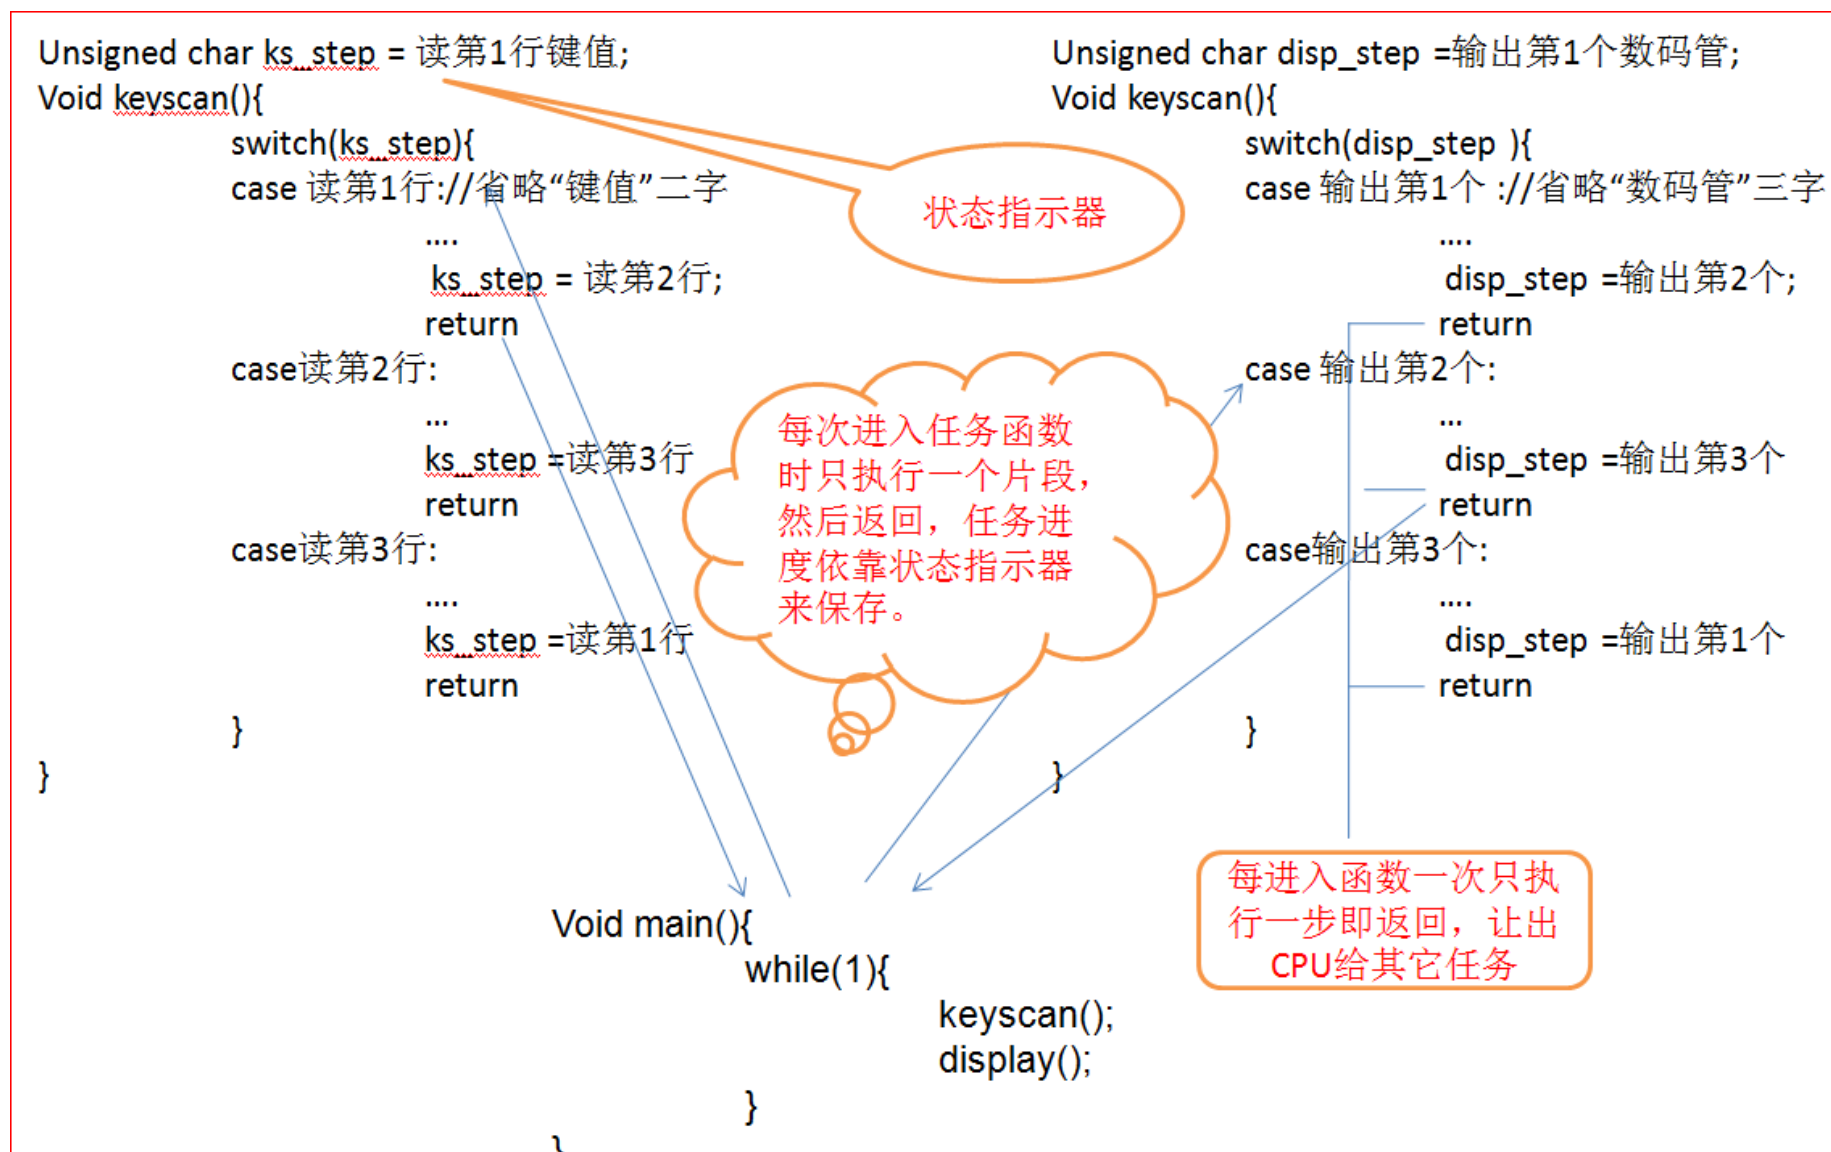 Unsigned char ks_step = 读第1行键值;
Void keyscan(){
switch(ks_step){
case 读第1行://省略“键值”二字
....
ks_step = 读第2行;
return
case读第2行:
...
ks_step =读第3行
return
case读第3行:
....
ks_step =读第1行
return
}
}
状态指示器
每次进入任务函数
时只执行一个片段,
然后返回，任务进
度依靠状态指示器
来保存。
Unsigned char disp_step =输出第1个数码管;
Void keyscan(){
switch(disp_step ){
case 输出第1个 ://省略“数码管”三字
....
disp_step =输出第2个;
return
case 输出第2个:
...
disp_step =输出第3个
return
case输出第3个:
....
disp_step =输出第1个
return
}
}
每进入函数一次只执
行一步即返回，让出
CPU给其它任务
Void main(){
while(1){
keyscan();
display();
}
}